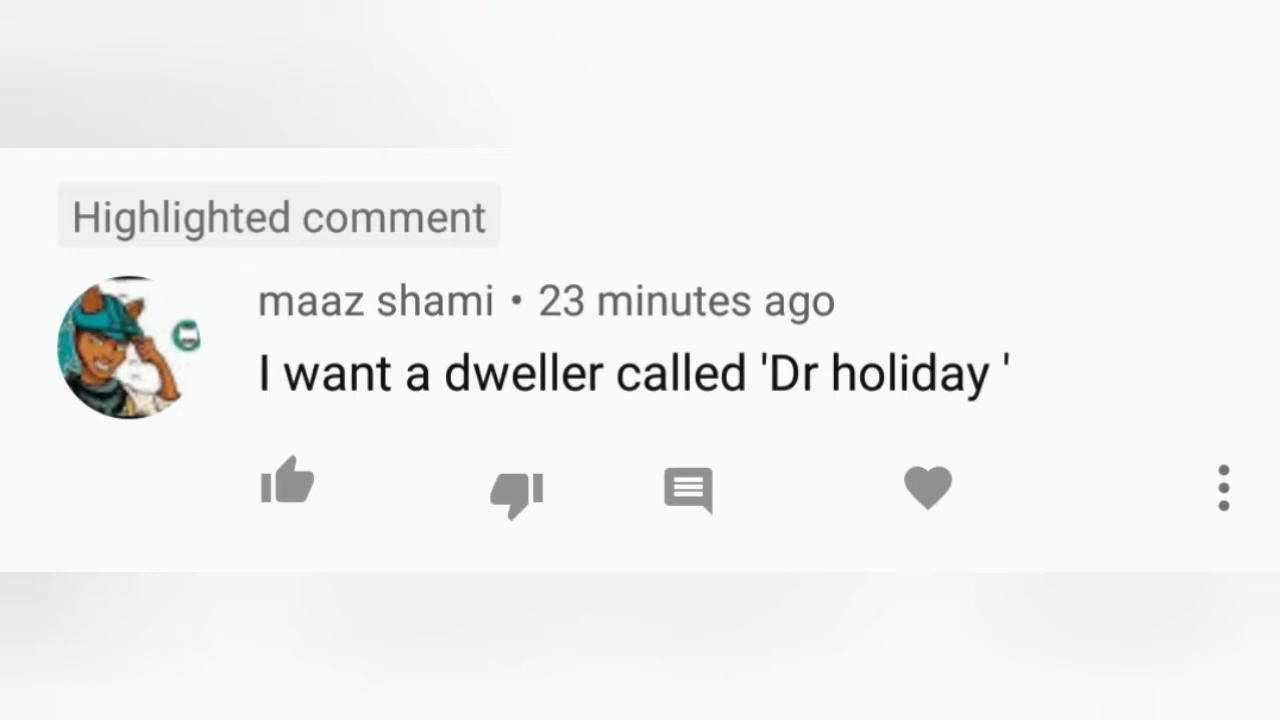 Highlighted comment
maaz shami • 23 minutes ago
I want a dweller called 'Dr holiday '